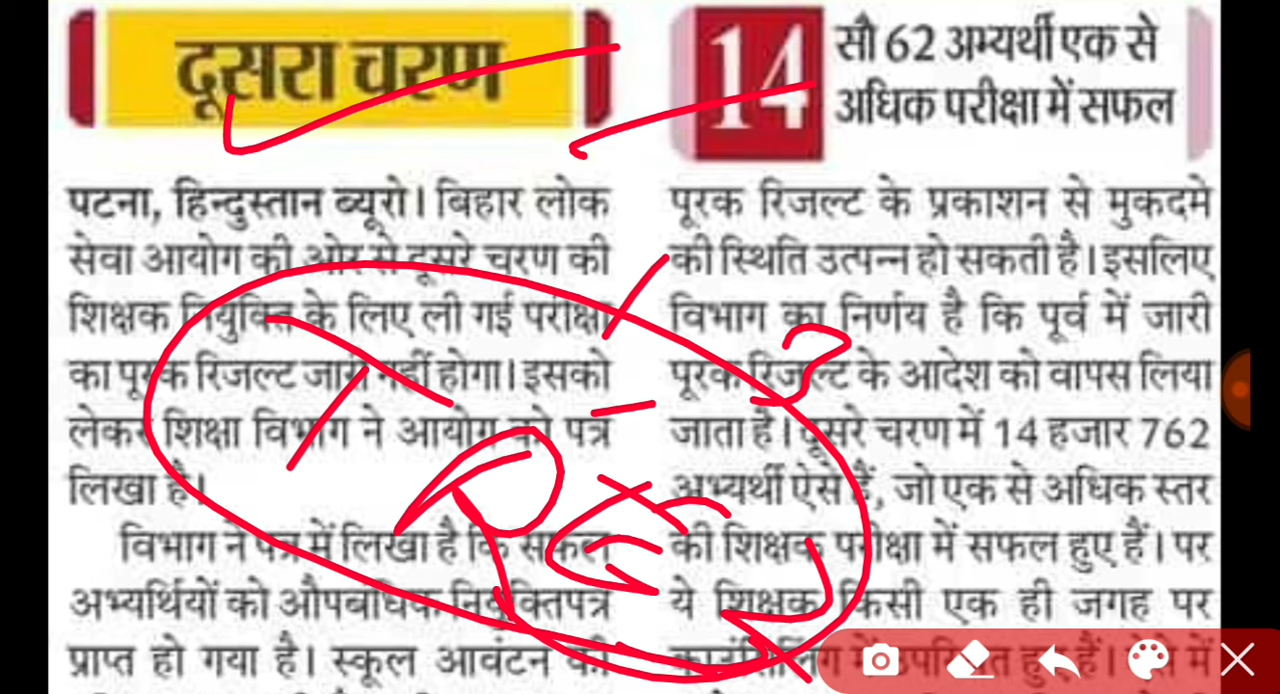 दूसरा चरण
पटना, हिन्दुस्तान ब्यूरो। बिहार लोक
सेवा आयोग की ओर से दूसरे चरण की
शिक्षक नियुक्ति के लिए ली गई परीक्षा
का पूरक रिजल्ट जारी नहीं होगा। इसको
लेकर शिक्षा विभाग ने आयोग को पत्र
लिखा है।
विभाग ने पत्र में लिखा है कि सफल
अभ्यर्थियों को औपबंधिक नियुक्तिपत्र
प्राप्त हो गया है। स्कूल आवंटन की
14 सौ 62 अभ्यर्थी एक से
अधिक परीक्षा में सफल
पूरक रिजल्ट के प्रकाशन से मुकदमे
की स्थिति उत्पन्न हो सकती है। इसलिए
विभाग का निर्णय है कि पूर्व में जारी
पूरक रिजल्ट के आदेश को वापस लिया
जाता है। दूसरे चरण में 14 हजार 762
अभ्यर्थी ऐसे हैं, जो एक से अधिक स्तर
की शिक्षक परीक्षा में सफल हुए हैं। पर
ये शिक्षक किसी एक ही जगह पर
काउंसिलिंग में उपस्थित हुए हैं।